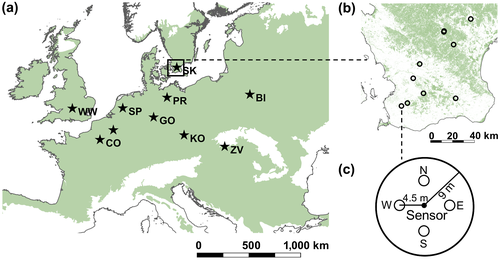 (a)
SK
WW
SP
PR
BI
GO
CO
KO
ZV
0
500
1,000 km
(b)
0 10 20
40 km
(c)
N
W
4.5 m
9 m
E
Sensor
S